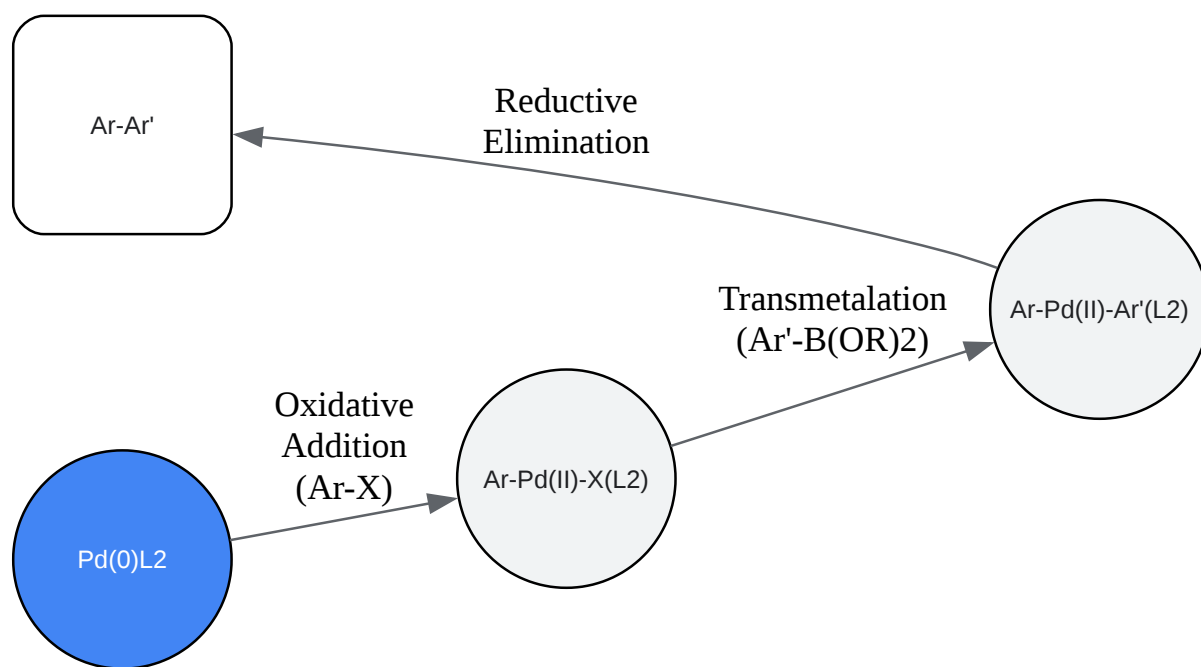 Ar-Ar'
Reductive
Elimination
Transmetalation
(Ar'-B(OR)2)
Ar-Pd(II)-Ar'(L2)
Oxidative
Addition
(Ar-X)
Ar-Pd(II)-X(L2)
Pd(0)L2